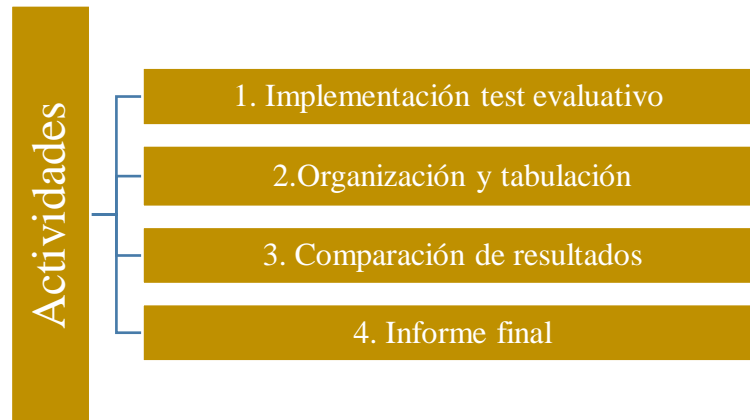 Actividades
1. Implementación test evaluativo
2.Organización y tabulación
3. Comparación de resultados
4. Informe final